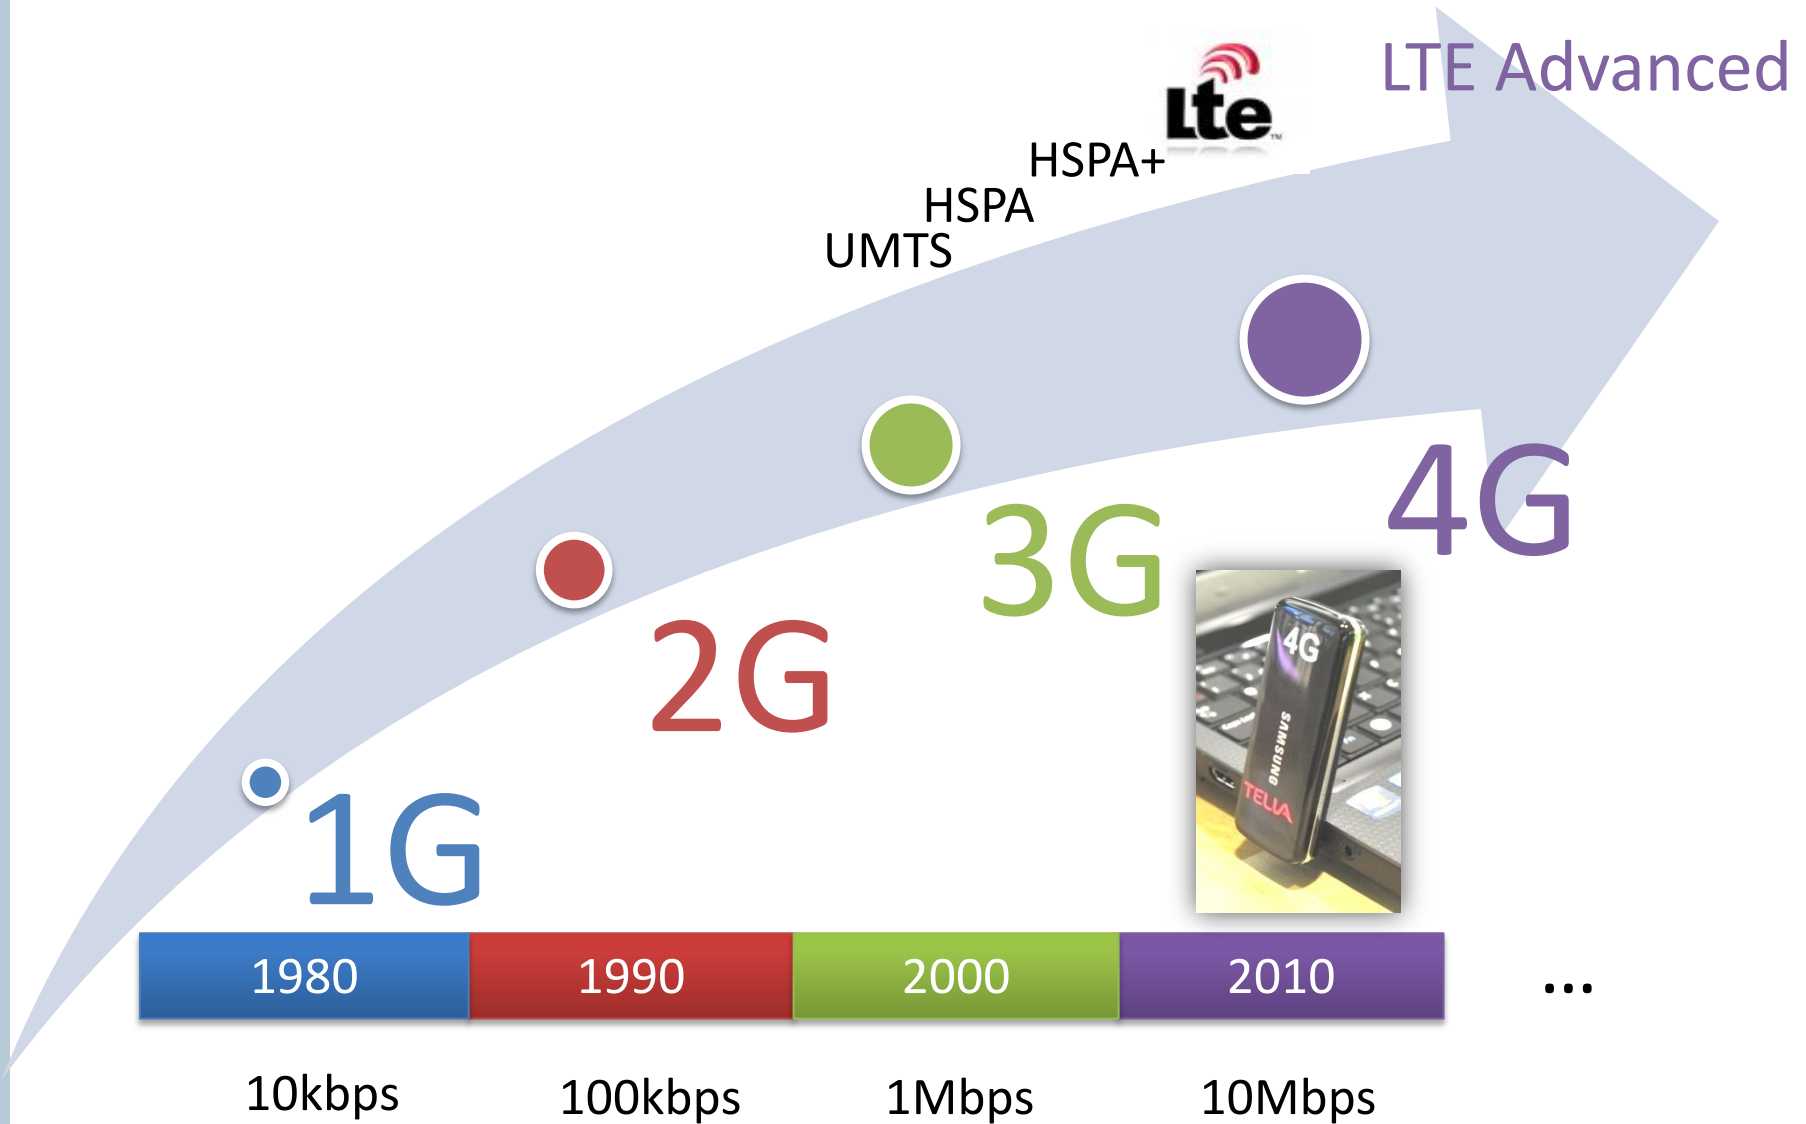 LTE Advanced
Lte™
HSPA+
HSPA
UMTS
4G
3G
2G
1G
4G
SAMSUNG
TELIA
1980 1990 2000 2010 ...
10kbps 100kbps 1Mbps 10Mbps